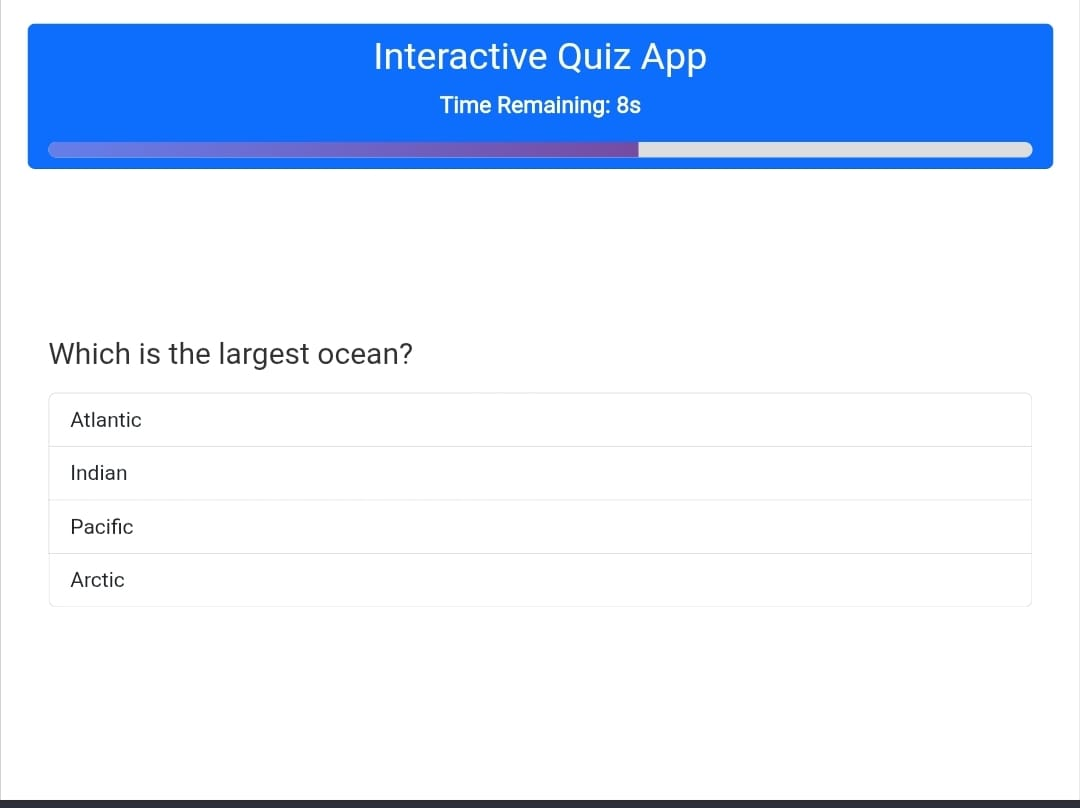 Interactive Quiz App
Time Remaining: 8s
Which is the largest ocean?
Atlantic
Indian
Pacific
Arctic